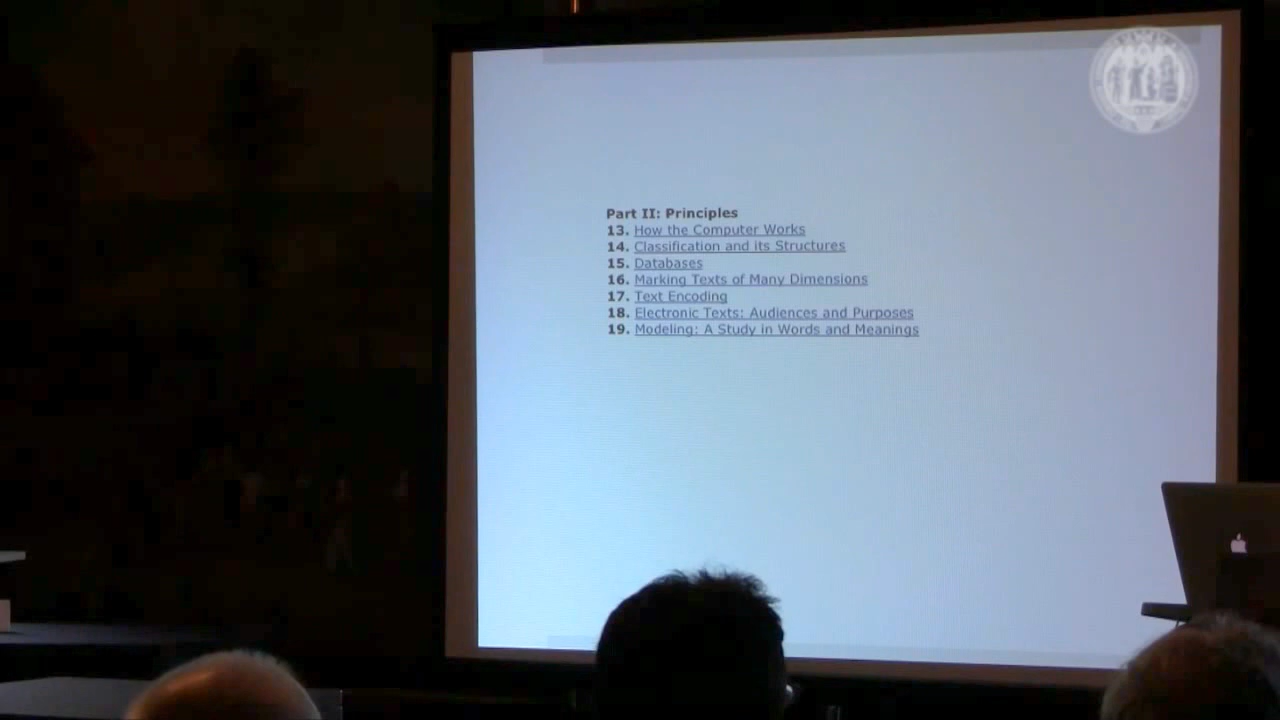 Part II: Principles
13. How the Computer Works
14. Classification and its Structures
15. Databases
16. Marking Texts of Many Dimensions
17. Text Encoding
18. Electronic Texts: Audiences and Purposes
19. Modeling: A Study in Words and Meanings